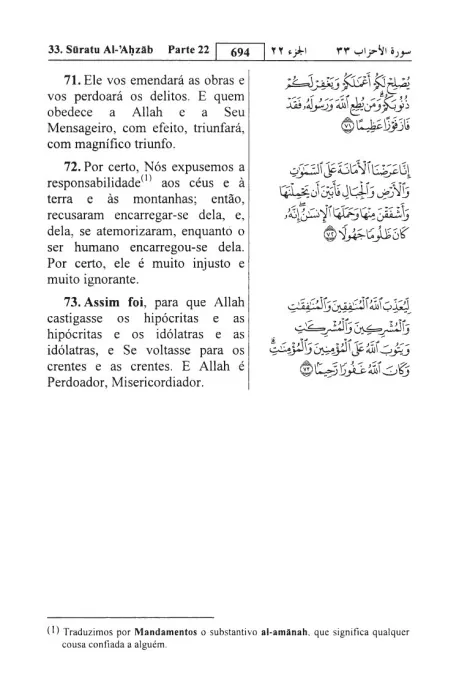 33. Sūratu Al-’Aḥzāb Parte 22 694 الجزء ٢٢ سورة الأحزاب ٣٣
71. Ele vos emendará as obras e
vos perdoará os delitos. E quem
obedece a Allah e a Seu
Mensageiro, com efeito, triunfará,
com magnífico triunfo.
72. Por certo, Nós expusemos a
responsabilidade(1) aos céus e à
terra e às montanhas; então,
recusaram encarregar-se dela, e,
dela, se atemorizaram, enquanto o
ser humano encarregou-se dela.
Por certo, ele é muito injusto e
muito ignorante.
73. Assim foi, para que Allah
castigasse os hipócritas e as
hipócritas e os idólatras e as
idólatras, e Se voltasse para os
crentes e as crentes. E Allah é
Perdoador, Misericordiador.
يُصْلِحْ لَكُمْ أَعْمَٰلَكُمْ وَيَغْفِرْ لَكُمْ
ذُنُوبَكُمْ ۗ وَمَن يُطِعِ ٱللَّهَ وَرَسُولَهُۥ فَقَدْ
فَازَ فَوْزًا عَظِيمًا ﴿٧١﴾
إِنَّا عَرَضْنَا ٱلْأَمَانَةَ عَلَى ٱلسَّمَٰوَٰتِ
وَٱلْأَرْضِ وَٱلْجِبَالِ فَأَبَيْنَ أَن يَحْمِلْنَهَا
وَأَشْفَقْنَ مِنْهَا وَحَمَلَهَا ٱلْإِنسَٰنُ ۖ إِنَّهُۥ
كَانَ ظَلُومًا جَهُولًا ﴿٧٢﴾
لِّيُعَذِّبَ ٱللَّهُ ٱلْمُنَٰفِقِينَ وَٱلْمُنَٰفِقَٰتِ
وَٱلْمُشْرِكِينَ وَٱلْمُشْرِكَٰتِ
وَيَتُوبَ ٱللَّهُ عَلَى ٱلْمُؤْمِنِينَ وَٱلْمُؤْمِنَٰتِ ۗ
وَكَانَ ٱللَّهُ غَفُورًا رَّحِيمًا ﴿٧٣﴾
(1) Traduzimos por Mandamentos o substantivo al-amānah, que significa qualquer
cousa confiada a alguém.